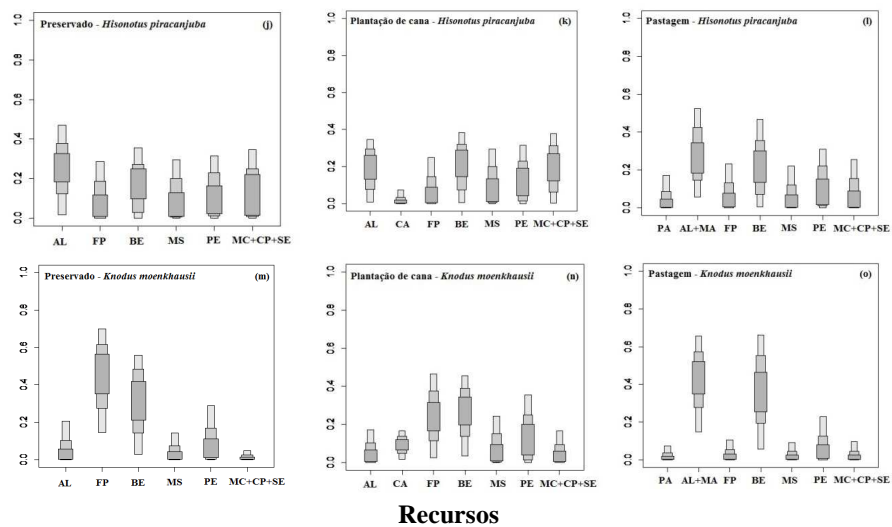 Preservado - Hisonotus piracanjuba (j)
1.0
0.8
0.6
0.4
0.2
0.0
AL FP BE MS PE MC+CP+SE
Plantação de cana - Hisonotus piracanjuba (k)
1.0
0.8
0.6
0.4
0.2
0.0
AL CA FP BE MS PE MC+CP+SE
Pastagem - Hisonotus piracanjuba (l)
1.0
0.8
0.6
0.4
0.2
0.0
PA AL+MA FP BE MS PE MC+CP+SE
Preservado - Knodus moenkhausii (m)
1.0
0.8
0.6
0.4
0.2
0.0
AL FP BE MS PE MC+CP+SE
Plantação de cana - Knodus moenkhausii (n)
1.0
0.8
0.6
0.4
0.2
0.0
AL CA FP BE MS PE MC+CP+SE
Pastagem - Knodus moenkhausii (o)
1.0
0.8
0.6
0.4
0.2
0.0
PA AL+MA FP BE MS PE MC+CP+SE
Recursos